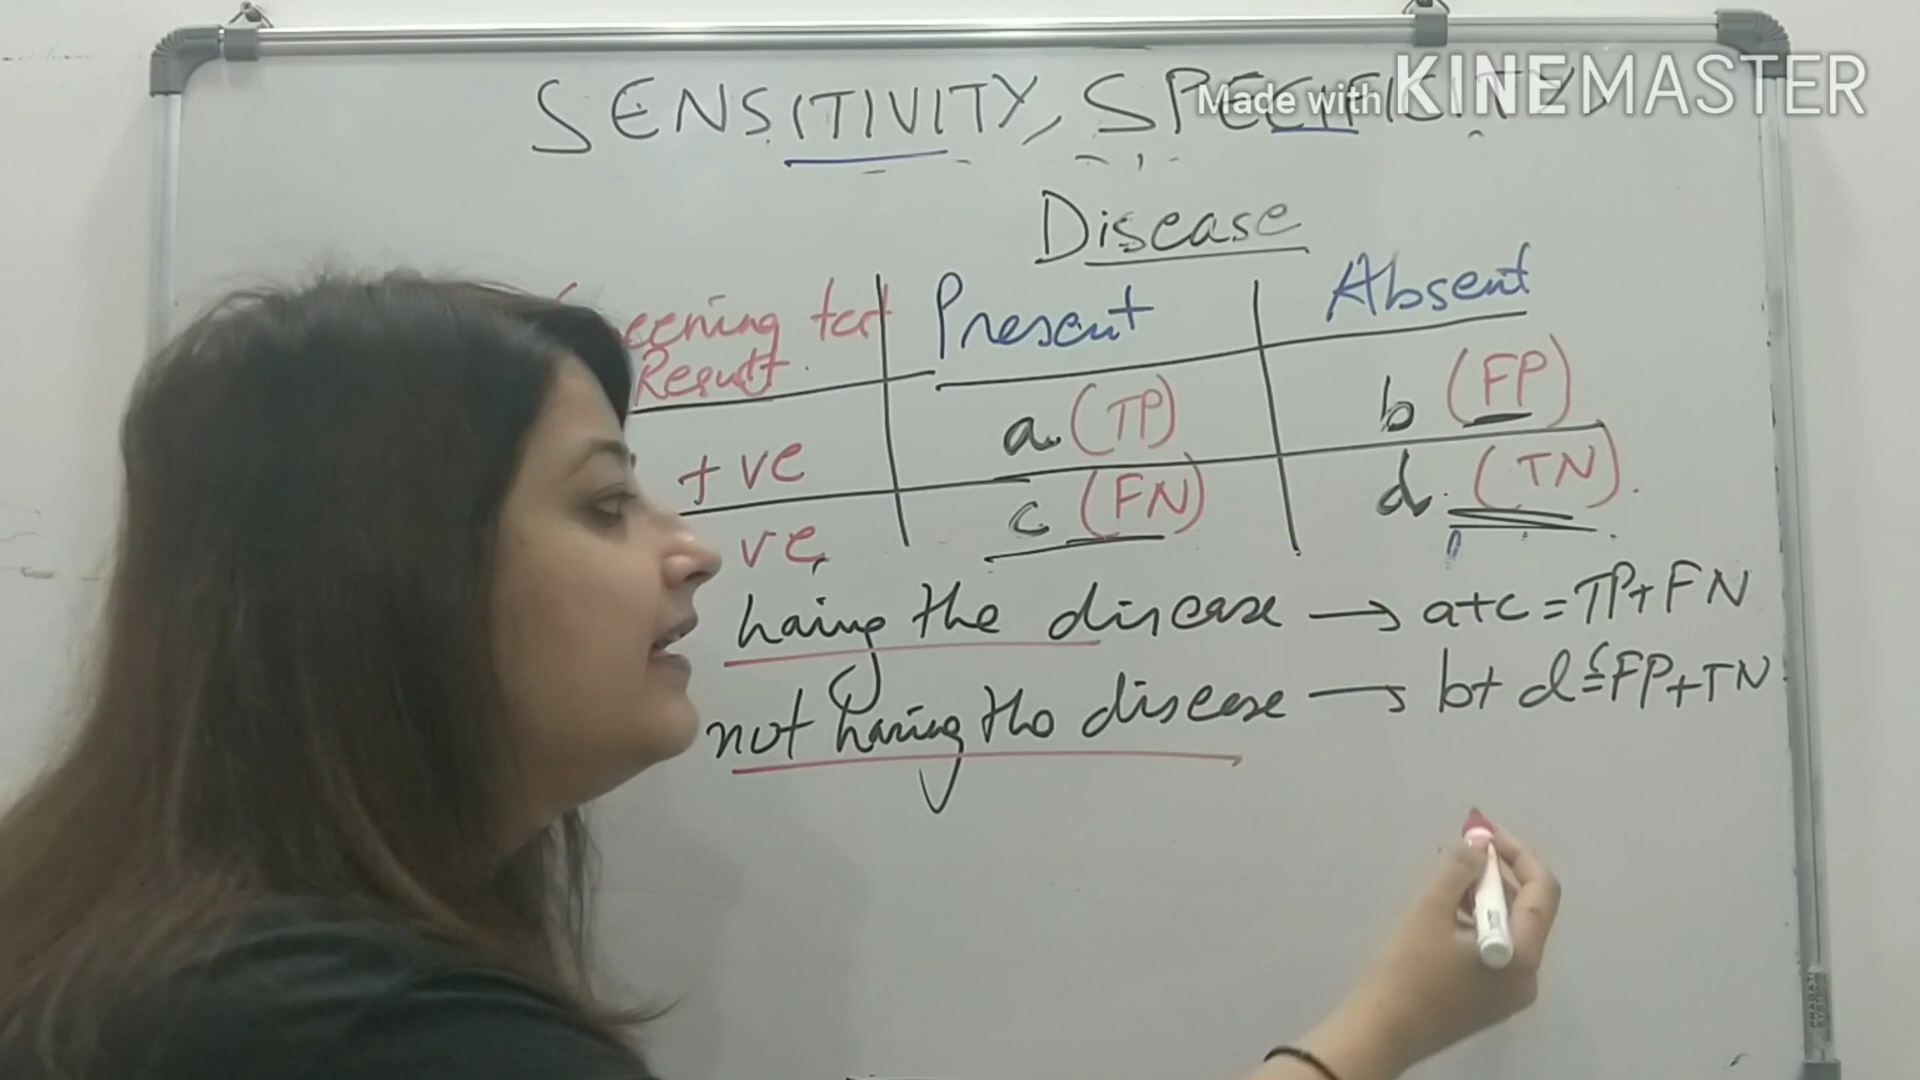 SENSITIVITY, SPECIFICITY
Made with KINEMASTER
Disease
eening test Present Absent
Result
+ve a (TP) b (FP)
ve c (FN) d (TN)
having the disease → a+c = TP+FN
not having the disease → b+d = FP+TN